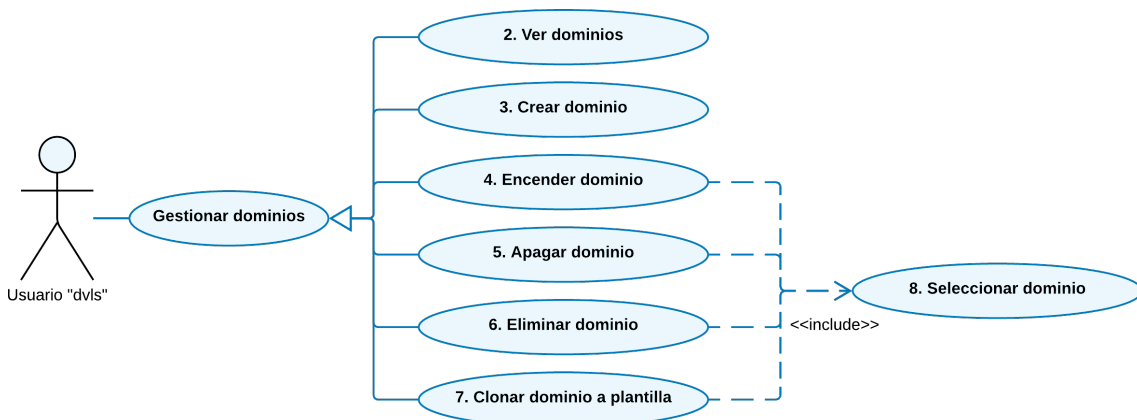 2. Ver dominios
3. Crear dominio
4. Encender dominio
Gestionar dominios
5. Apagar dominio
8. Seleccionar dominio
Usuario "dvls"
6. Eliminar dominio
<<include>>
7. Clonar dominio a plantilla